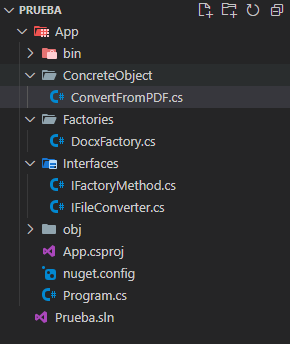 PRUEBA
App
bin
ConcreteObject
C# ConvertFromPDF.cs
Factories
C# DocxFactory.cs
Interfaces
C# IFactoryMethod.cs
C# IFileConverter.cs
obj
App.csproj
nuget.config
C# Program.cs
Prueba.sln